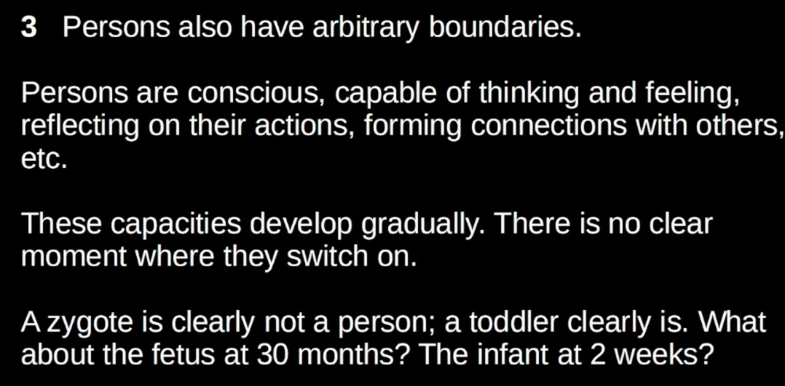 3 Persons also have arbitrary boundaries.
Persons are conscious, capable of thinking and feeling,
reflecting on their actions, forming connections with others,
etc.
These capacities develop gradually. There is no clear
moment where they switch on.
A zygote is clearly not a person; a toddler clearly is. What
about the fetus at 30 months? The infant at 2 weeks?